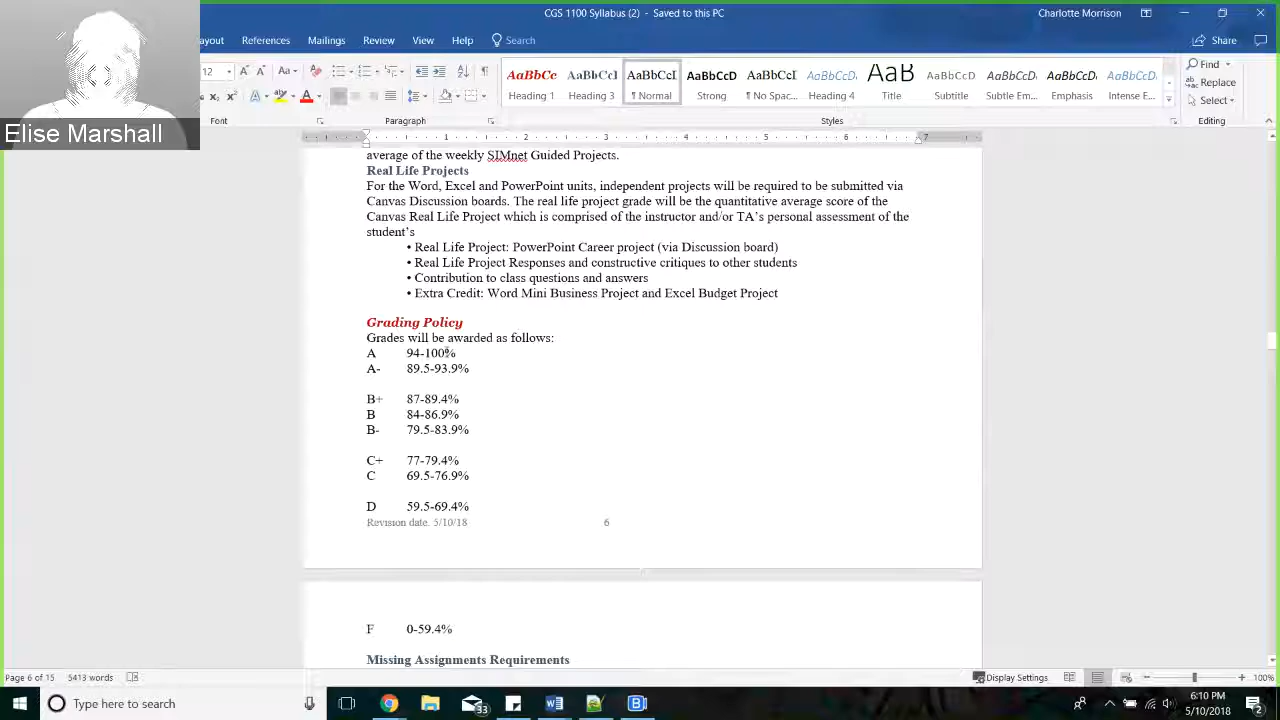 CGS 1100 Syllabus (2) - Saved to this PC
Charlotte Morrison
ayout References Mailings Review View Help Search
Share
Elise Marshall
12
Aa
AaBbCc AaBbCcI AaBbCcI AaBbCcD AaBbCcI AaBbCcD AaB AaBbCcD AaBbCcD AaBbCcD AaBbCcD
Heading 1 Heading 3 ¶ Normal Strong ¶ No Spac... Heading 4 Title Subtitle Subtle Em... Emphasis Intense E...
Find
Replace
Select
Font Paragraph Styles Editing
1 2 3 4 5 6 7
average of the weekly SIMnet Guided Projects.
Real Life Projects
For the Word, Excel and PowerPoint units, independent projects will be required to be submitted via
Canvas Discussion boards. The real life project grade will be the quantitative average score of the
Canvas Real Life Project which is comprised of the instructor and/or TA’s personal assessment of the
student’s
• Real Life Project: PowerPoint Career project (via Discussion board)
• Real Life Project Responses and constructive critiques to other students
• Contribution to class questions and answers
• Extra Credit: Word Mini Business Project and Excel Budget Project
Grading Policy
Grades will be awarded as follows:
A 94-100%
A- 89.5-93.9%
B+ 87-89.4%
B 84-86.9%
B- 79.5-83.9%
C+ 77-79.4%
C 69.5-76.9%
D 59.5-69.4%
Revision date. 5/10/18 6
F 0-59.4%
Missing Assignments Requirements
Page 6 of 15 5413 words
Display Settings
100%
Type here to search
33
6:10 PM
5/10/2018
2